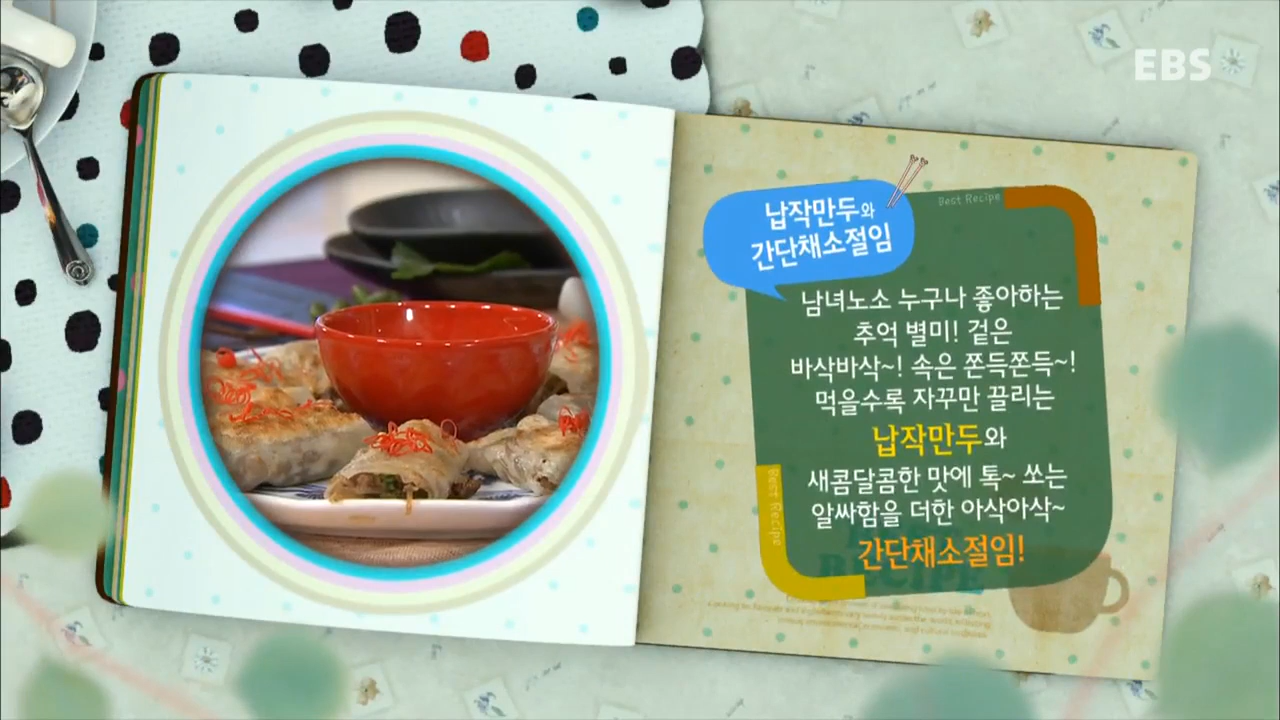 EBS
납작만두와
간단채소절임
Best Recipe
남녀노소 누구나 좋아하는
추억 별미! 겉은
바삭바삭~! 속은 쫀득쫀득~!
먹을수록 자꾸만 끌리는
납작만두와
새콤달콤한 맛에 톡~ 쏘는
알싸함을 더한 아삭아삭~
간단채소절임!
Best Recipe
RECIPE